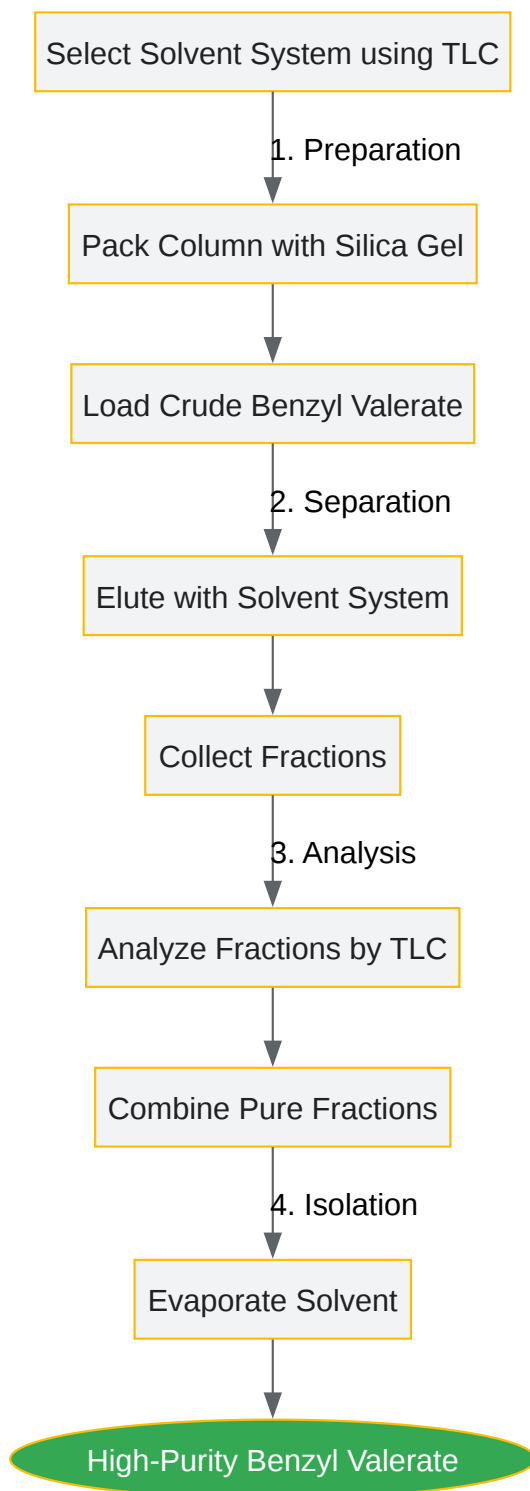 Select Solvent System using TLC
1. Preparation
Pack Column with Silica Gel
Load Crude Benzyl Valerate
2. Separation
Elute with Solvent System
Collect Fractions
3. Analysis
Analyze Fractions by TLC
Combine Pure Fractions
4. Isolation
Evaporate Solvent
High-Purity Benzyl Valerate